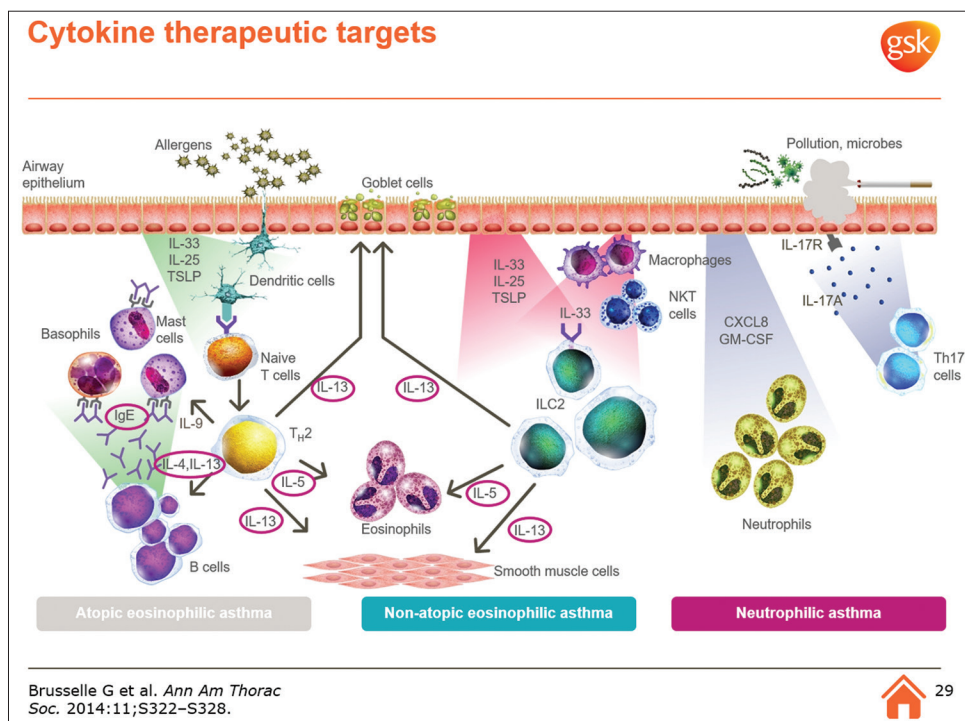 Cytokine therapeutic targets
gsk
Allergens
Pollution, microbes
Airway
epithelium
Goblet cells
IL-33
IL-25
TSLP
Dendritic cells
IL-33
IL-25
TSLP
Macrophages
IL-17R
IL-33
NKT
cells
IL-17A
CXCL8
GM-CSF
Basophils
Mast
cells
Naive
T cells
Th17
cells
IL-13
IL-13
ILC2
IgE
IL-9
TH2
IL-4,IL-13
IL-5
IL-5
IL-13
Eosinophils
IL-13
Neutrophils
B cells
Smooth muscle cells
Atopic eosinophilic asthma
Non-atopic eosinophilic asthma
Neutrophilic asthma
Brusselle G et al. Ann Am Thorac
Soc. 2014:11;S322–S328.
29